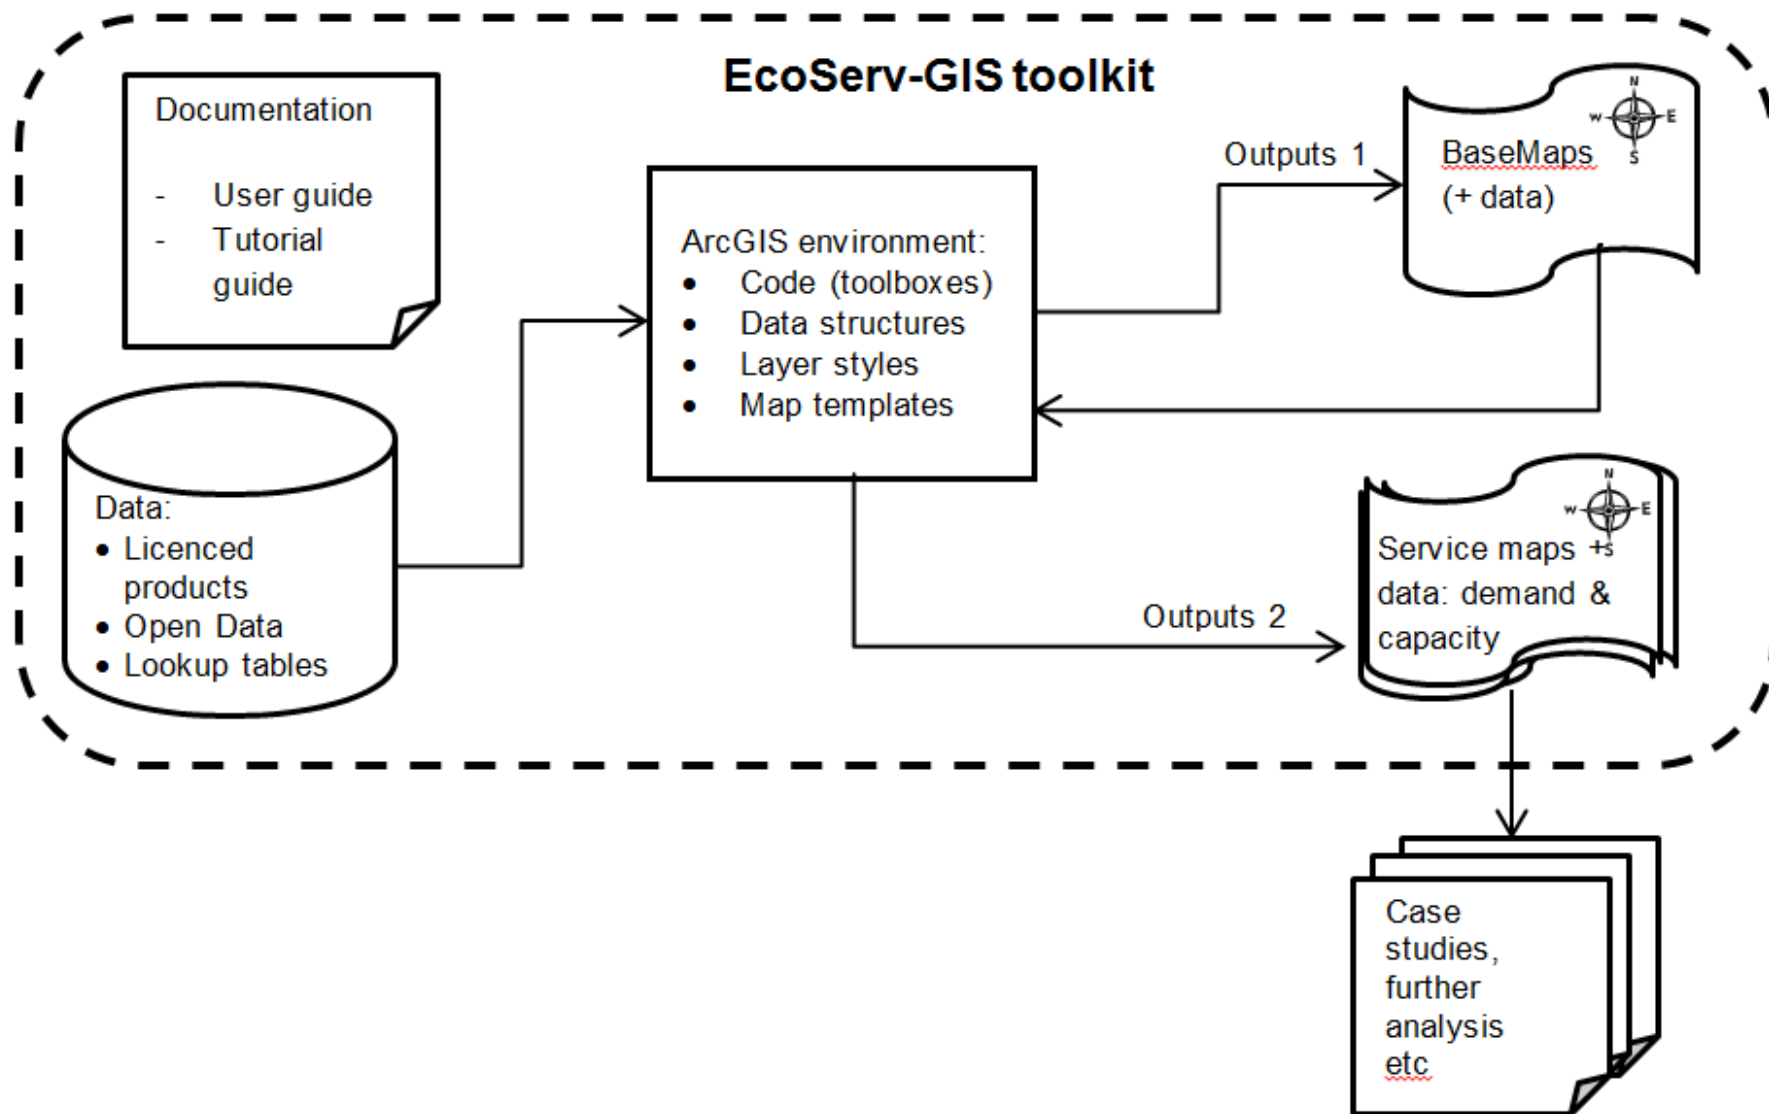 EcoServ-GIS toolkit
Documentation
- User guide
- Tutorial
guide
Data:
• Licenced
products
• Open Data
• Lookup tables
ArcGIS environment:
• Code (toolboxes)
• Data structures
• Layer styles
• Map templates
Outputs 1
N
W E
S
BaseMaps
(+ data)
Outputs 2
N
W E
S
Service maps +
data: demand &
capacity
Case
studies,
further
analysis
etc